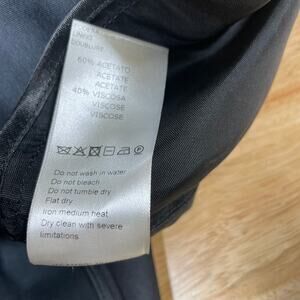 LINING
DOUBLURE
60% ACETATO
ACETATE
ACETATE
40% VISCOSA
VISCOSE
VISCOSE
Do not wash in water
Do not bleach
Do not tumble dry
Flat dry
Iron medium heat
Dry clean with severe
limitations